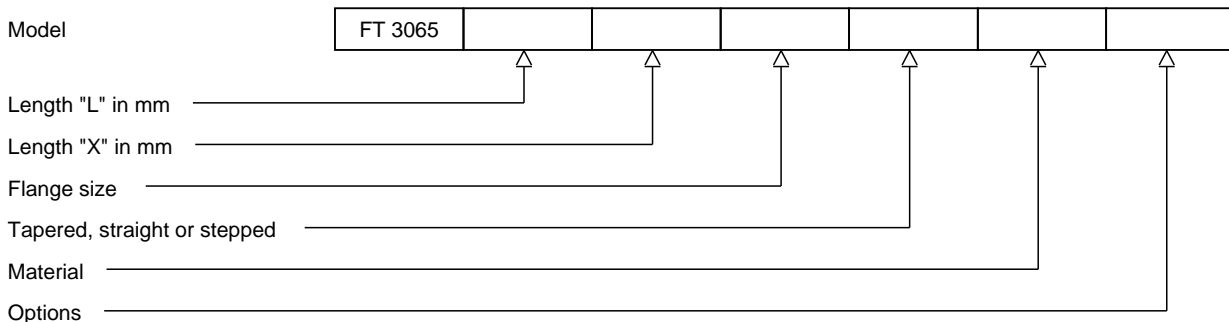 Model FT 3065
Length "L" in mm
Length "X" in mm
Flange size
Tapered, straight or stepped
Material
Options